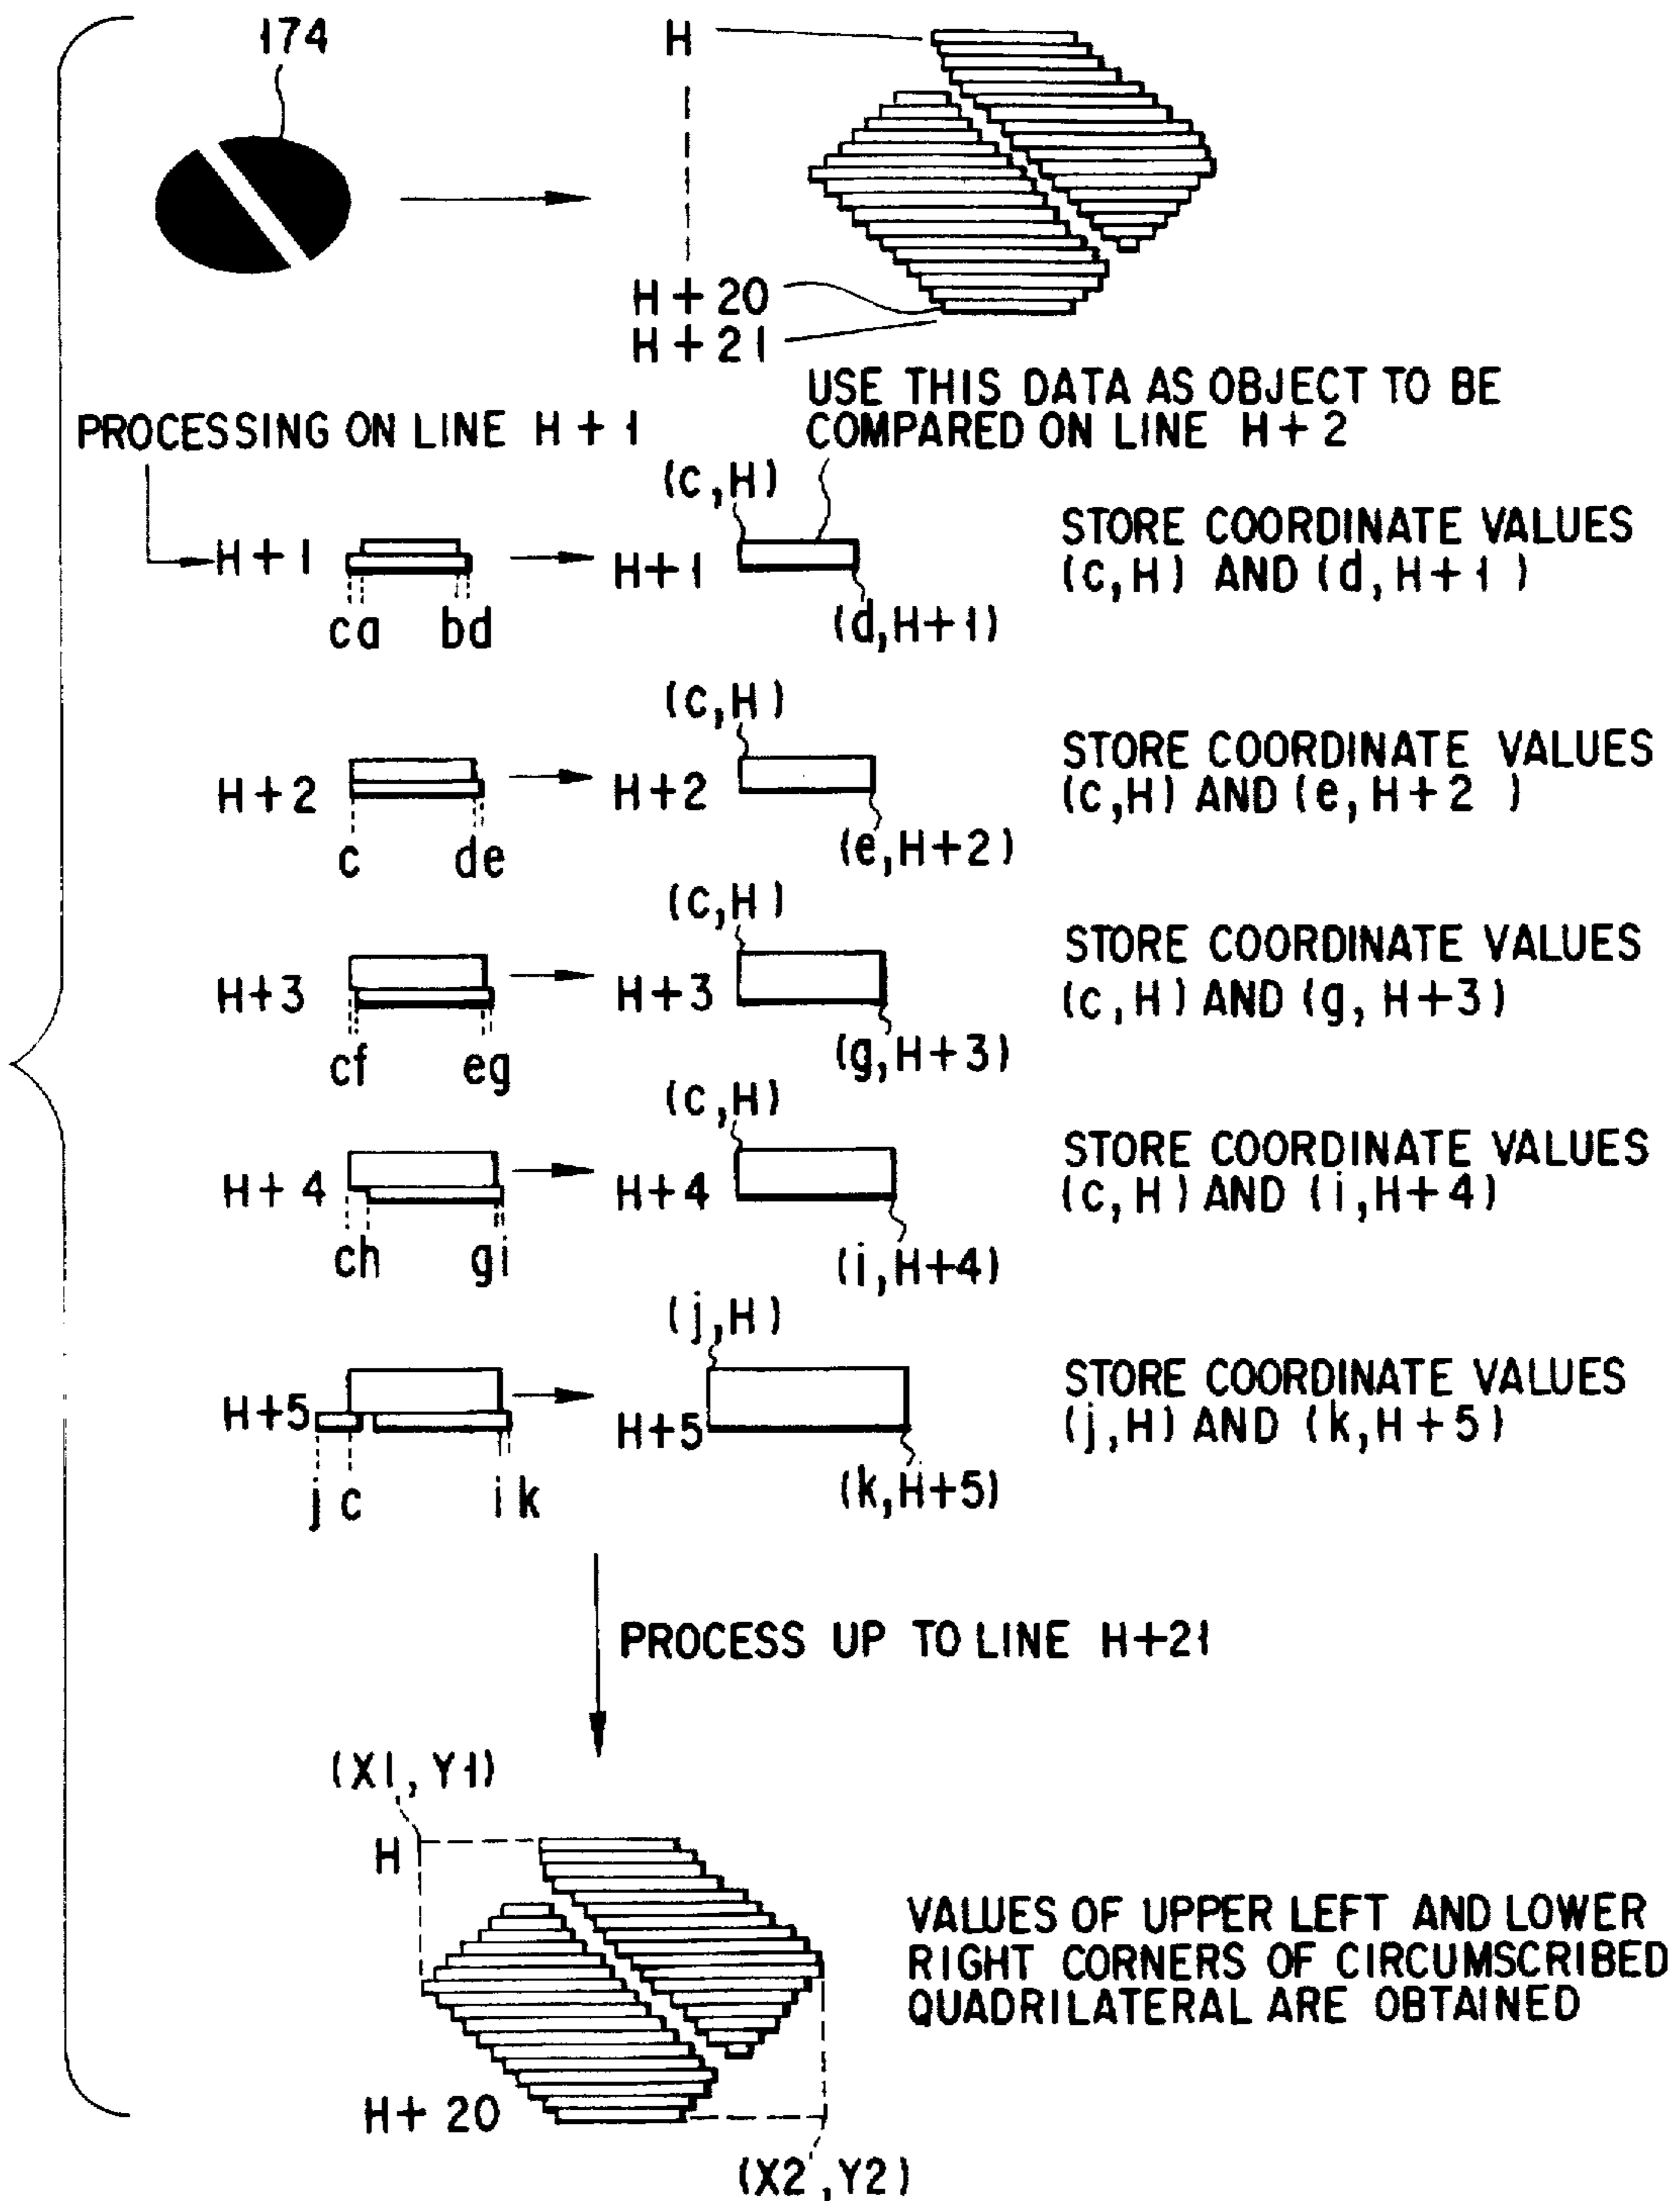 174
H
H+20
H+21
USE THIS DATA AS OBJECT TO BE
COMPARED ON LINE H+2
PROCESSING ON LINE H+1
(c,H)
H+1
H+1
STORE COORDINATE VALUES
(c,H) AND (d,H+1)
ca bd
(d,H+1)
(c,H)
H+2
H+2
STORE COORDINATE VALUES
(c,H) AND (e,H+2)
c de
(e,H+2)
(c,H)
H+3
H+3
STORE COORDINATE VALUES
(c,H) AND (g,H+3)
cf eg
(g,H+3)
(c,H)
H+4
H+4
STORE COORDINATE VALUES
(c,H) AND (i,H+4)
ch gi
(i,H+4)
(j,H)
H+5
H+5
STORE COORDINATE VALUES
(j,H) AND (k,H+5)
j c i k
(k,H+5)
PROCESS UP TO LINE H+21
(X1,Y1)
H
VALUES OF UPPER LEFT AND LOWER
RIGHT CORNERS OF CIRCUMSCRIBED
QUADRILATERAL ARE OBTAINED
H+20
(X2,Y2)